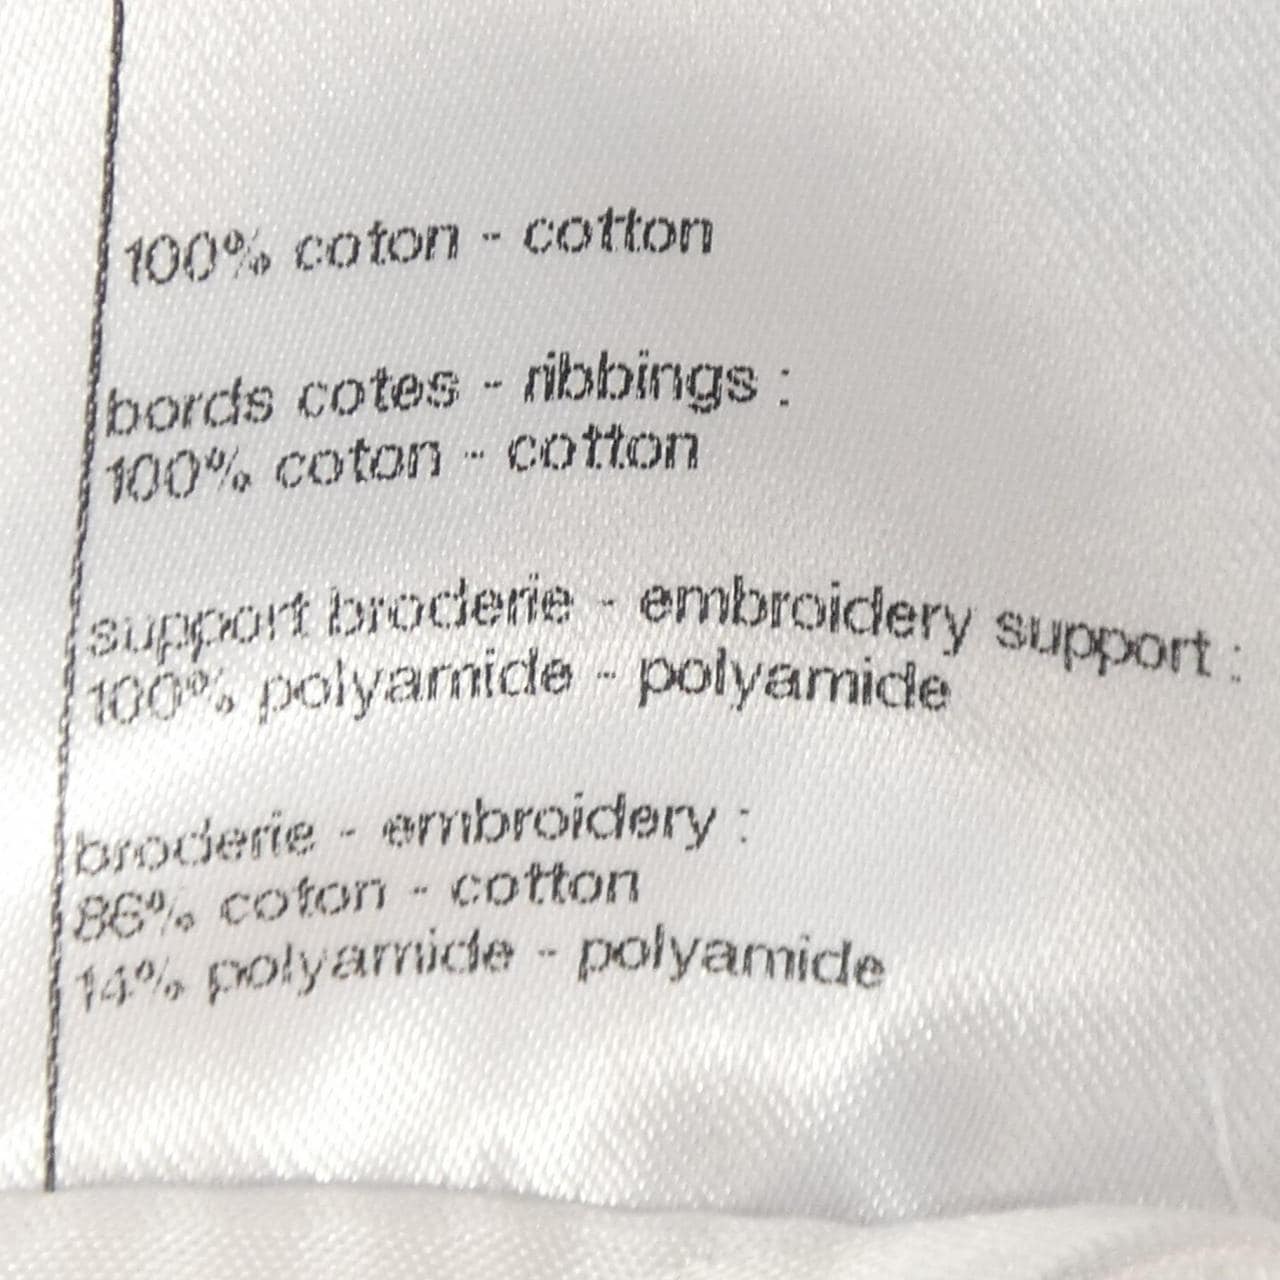 100% coton - cotton
bords cotes - ribbings :
100% coton - cotton
support broderie - embroidery support :
100% polyamide - polyamide
broderie - embroidery :
86% coton - cotton
14% polyamide - polyamide